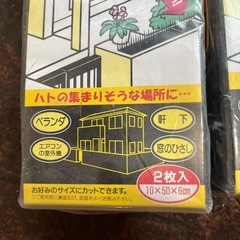 ハトの集まりそうな場所に…
ベランダ
軒下
エアコン
の室外機
窓のひさし
2枚入
お好みのサイズにカットできます
10×50×6cm